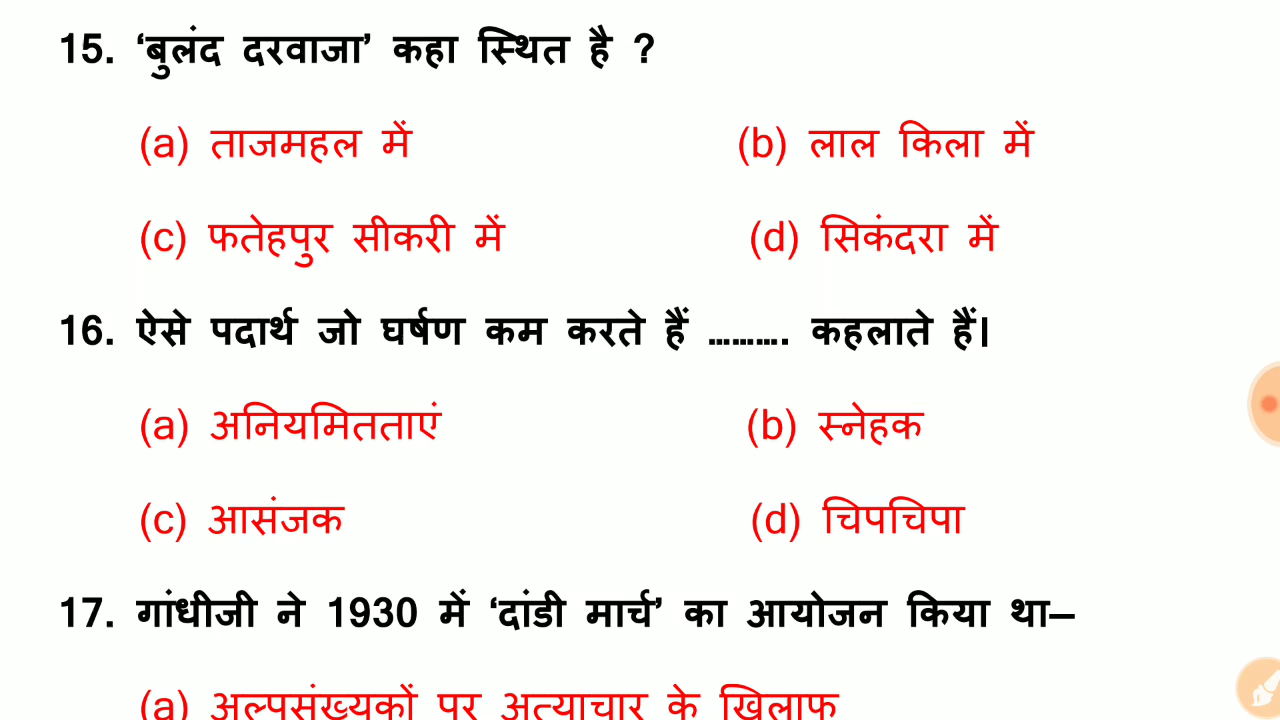 15. ‘बुलंद दरवाजा’ कहा स्थित है ?
(a) ताजमहल में (b) लाल किला में
(c) फतेहपुर सीकरी में (d) सिकंदरा में
16. ऐसे पदार्थ जो घर्षण कम करते हैं .......... कहलाते हैं।
(a) अनियमितताएं (b) स्नेहक
(c) आसंजक (d) चिपचिपा
17. गांधीजी ने 1930 में ‘दांडी मार्च’ का आयोजन किया था–
(a) अल्पसंख्यकों पर अत्याचार के खिलाफ